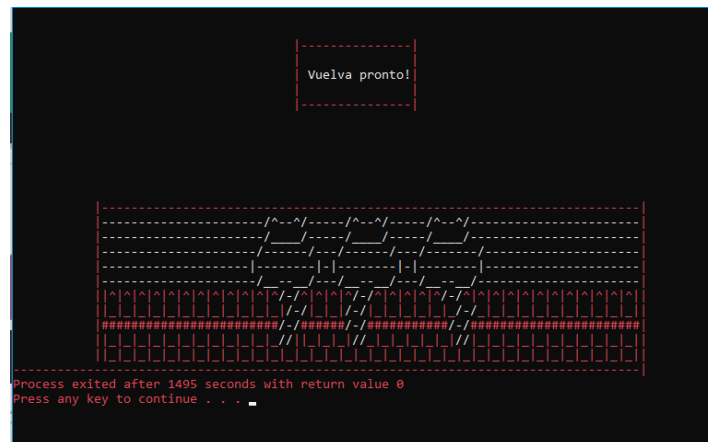 Vuelva pronto!
Process exited after 1495 seconds with return value 0
Press any key to continue . . .